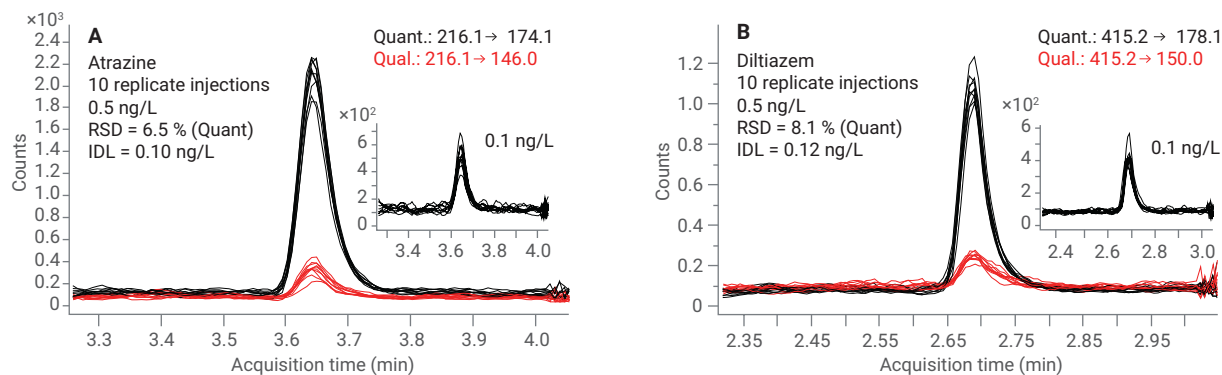 ×10³
A
Atrazine
10 replicate injections
0.5 ng/L
RSD = 6.5 % (Quant)
IDL = 0.10 ng/L
Quant.: 216.1→ 174.1
Qual.: 216.1→ 146.0
Counts
2.4
2.2
2.0
1.8
1.6
1.4
1.2
1.0
0.8
0.6
0.4
0.2
0
3.3 3.4 3.5 3.6 3.7 3.8 3.9 4.0
Acquisition time (min)
×10²
0.1 ng/L
6
4
2
0
3.4 3.6 3.8 4.0
B
Diltiazem
10 replicate injections
0.5 ng/L
RSD = 8.1 % (Quant)
IDL = 0.12 ng/L
Quant.: 415.2→ 178.1
Qual.: 415.2→ 150.0
Counts
1.2
1.0
0.8
0.6
0.4
0.2
0
2.35 2.45 2.55 2.65 2.75 2.85 2.95
Acquisition time (min)
×10²
0.1 ng/L
6
4
2
0
2.4 2.6 2.8 3.0